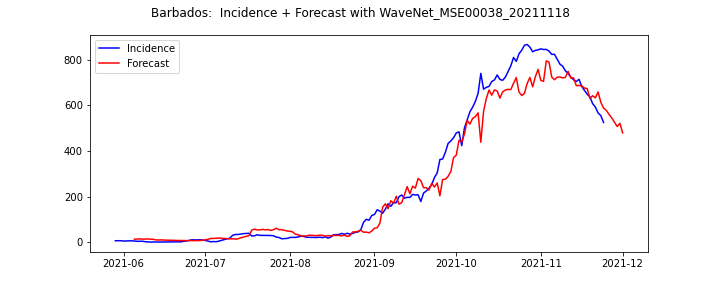 Barbados:  Incidence + Forecast with WaveNet_MSE00038_20211118
Incidence
Forecast
800
600
400
200
0
2021-06 2021-07 2021-08 2021-09 2021-10 2021-11 2021-12